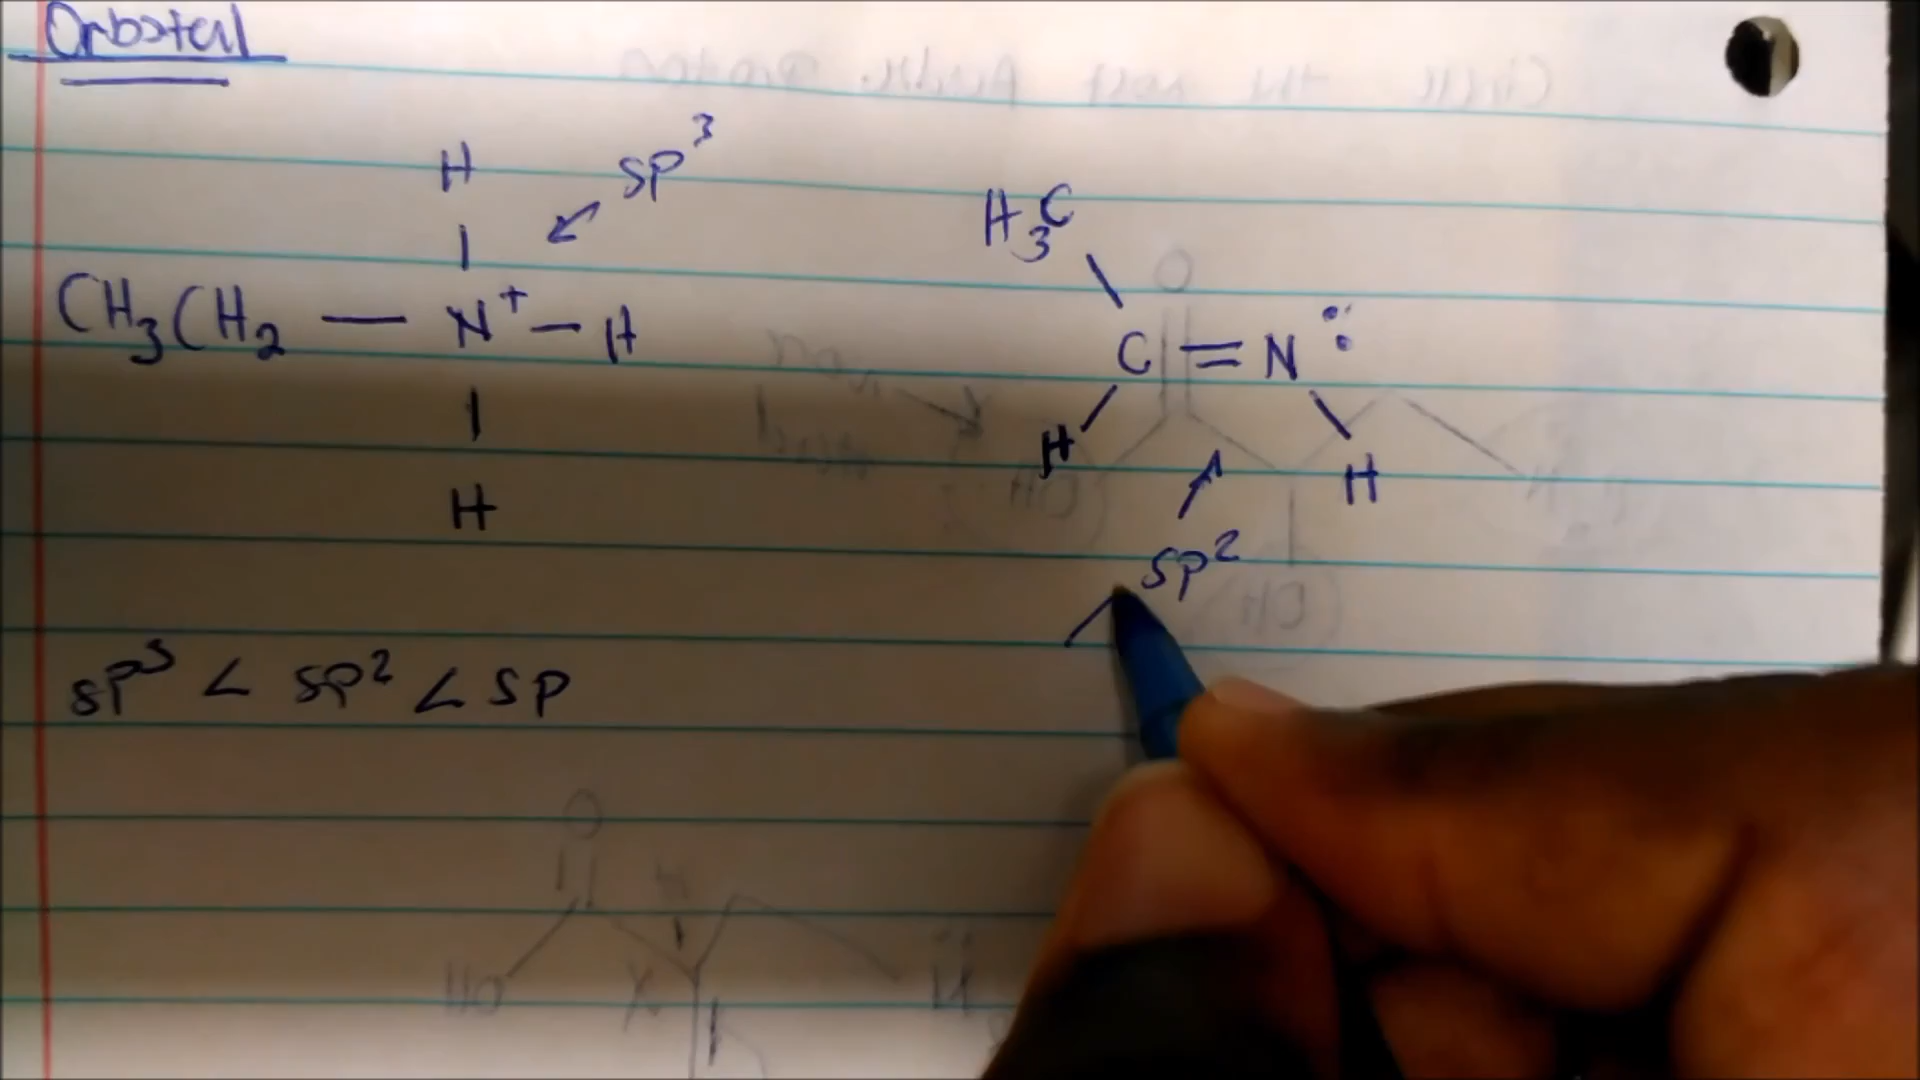 Orbital
H
SP³
CH₃CH₂ — N⁺ — H
H
H₃C
C = N :
H
H
SP²
SP³ < SP² < SP